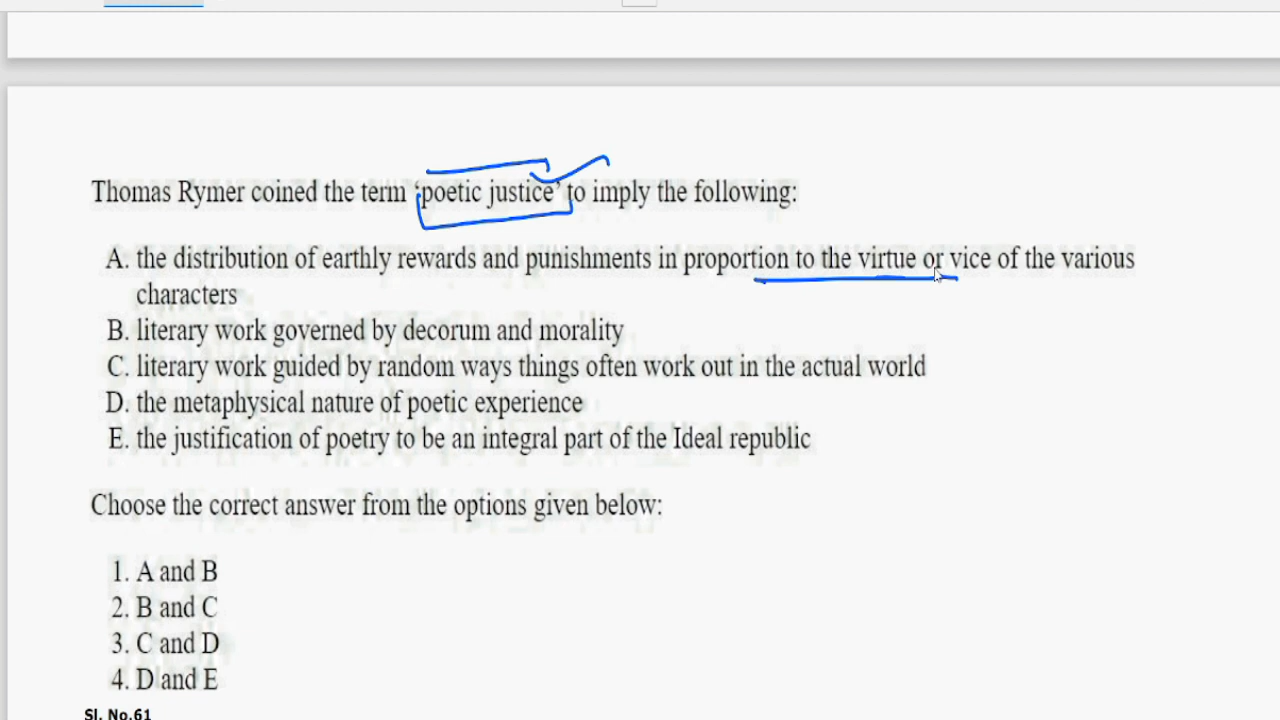 Thomas Rymer coined the term ‘poetic justice’ to imply the following:
A. the distribution of earthly rewards and punishments in proportion to the virtue or vice of the various
characters
B. literary work governed by decorum and morality
C. literary work guided by random ways things often work out in the actual world
D. the metaphysical nature of poetic experience
E. the justification of poetry to be an integral part of the Ideal republic
Choose the correct answer from the options given below:
1. A and B
2. B and C
3. C and D
4. D and E
Sl. No.61